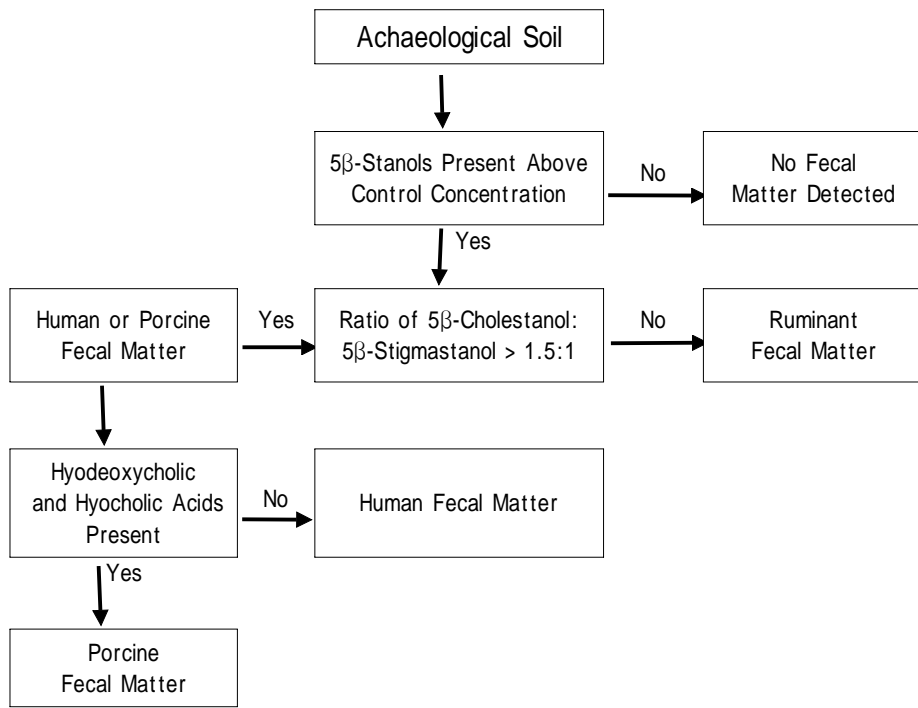 Achaeological Soil
5β-Stanols Present Above
Control Concentration
No
No Fecal
Matter Detected
Yes
Human or Porcine
Fecal Matter
Yes
Ratio of 5β-Cholestanol:
5β-Stigmastanol > 1.5:1
No
Ruminant
Fecal Matter
Hyodeoxycholic
and Hyocholic Acids
Present
No
Human Fecal Matter
Yes
Porcine
Fecal Matter